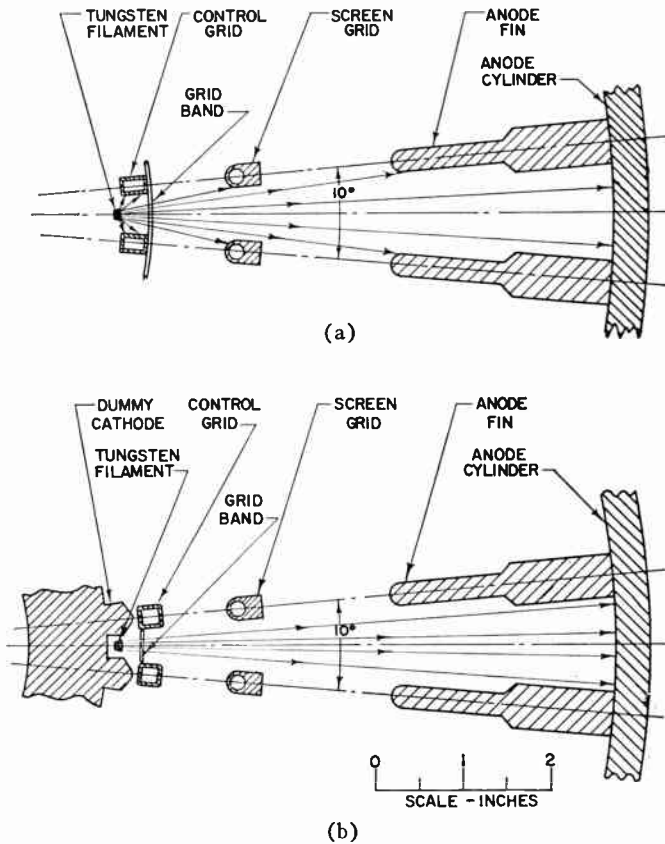 TUNGSTEN
FILAMENT
CONTROL
GRID
GRID
BAND
SCREEN
GRID
ANODE
FIN
ANODE
CYLINDER
10°
(a)
DUMMY
CATHODE
TUNGSTEN
FILAMENT
CONTROL
GRID
GRID
BAND
SCREEN
GRID
ANODE
FIN
ANODE
CYLINDER
10°
0 1 2
SCALE - INCHES
(b)